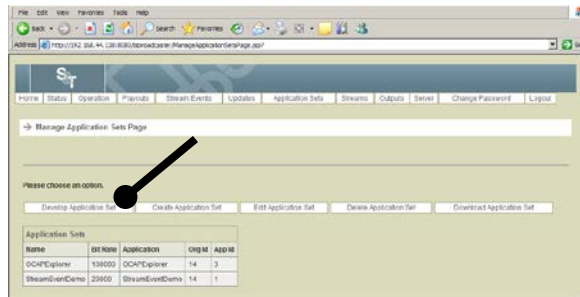 File Edit View Favorites Tools Help
Back Search Favorites
Address http://192.168.44.138:8080/tsbroadcaster/ManageApplicationSetsPage.jsp?
S&T
Home Status Operation Playouts Stream Events Updates Application Sets Streams Outputs Server Change Password Logout
→ Manage Application Sets Page
Please choose an option.
Develop Application Set Create Application Set Edit Application Set Delete Application Set Download Application Set
Application Sets
Name Bit Rate Application Org Id App Id
OCAPExplorer 100000 OCAPExplorer 14 3
StreamEventDemo 20000 StreamEventDemo 14 1